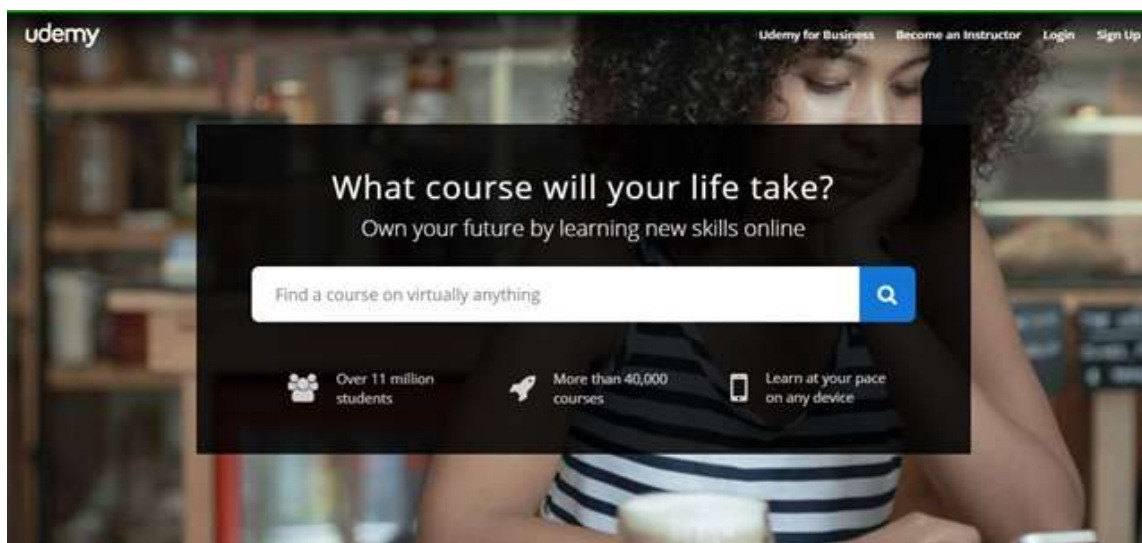 udemy
Udemy for Business Become an Instructor Login Sign Up
What course will your life take?
Own your future by learning new skills online
Find a course on virtually anything
Over 11 million
students
More than 40,000
courses
Learn at your pace
on any device